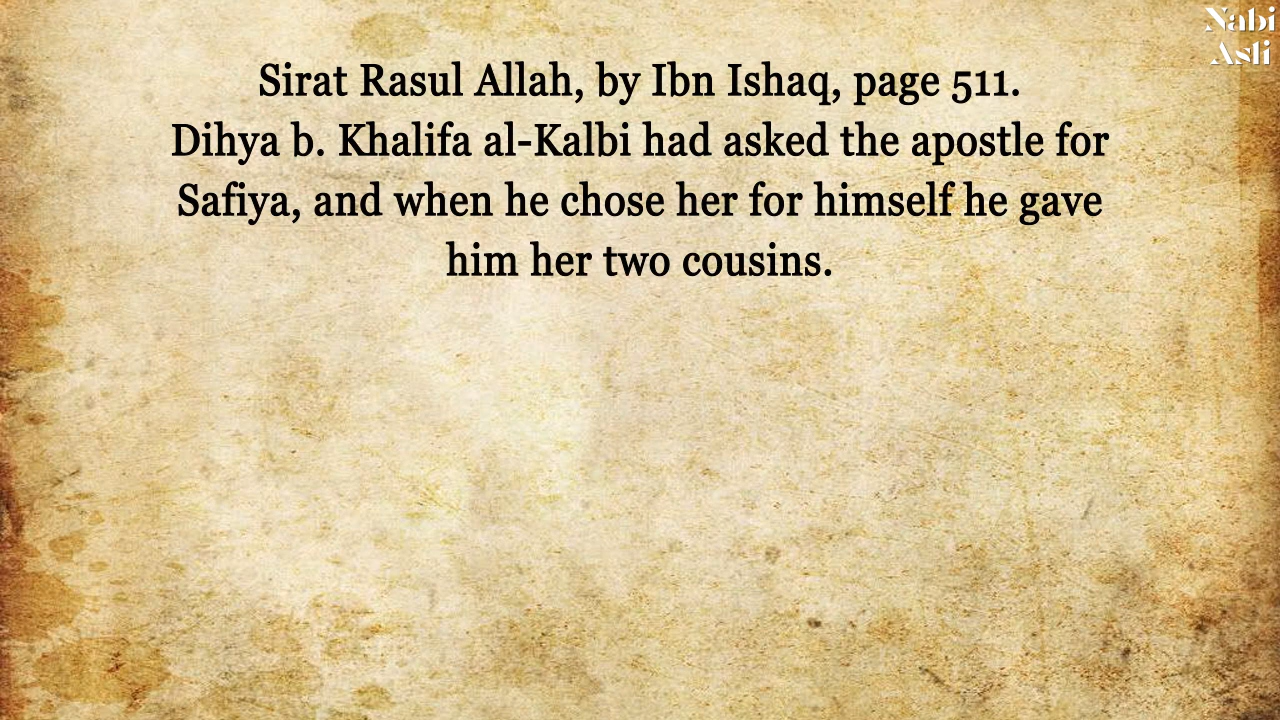 Nabi
Asli
Sirat Rasul Allah, by Ibn Ishaq, page 511.
Dihya b. Khalifa al-Kalbi had asked the apostle for
Safiya, and when he chose her for himself he gave
him her two cousins.